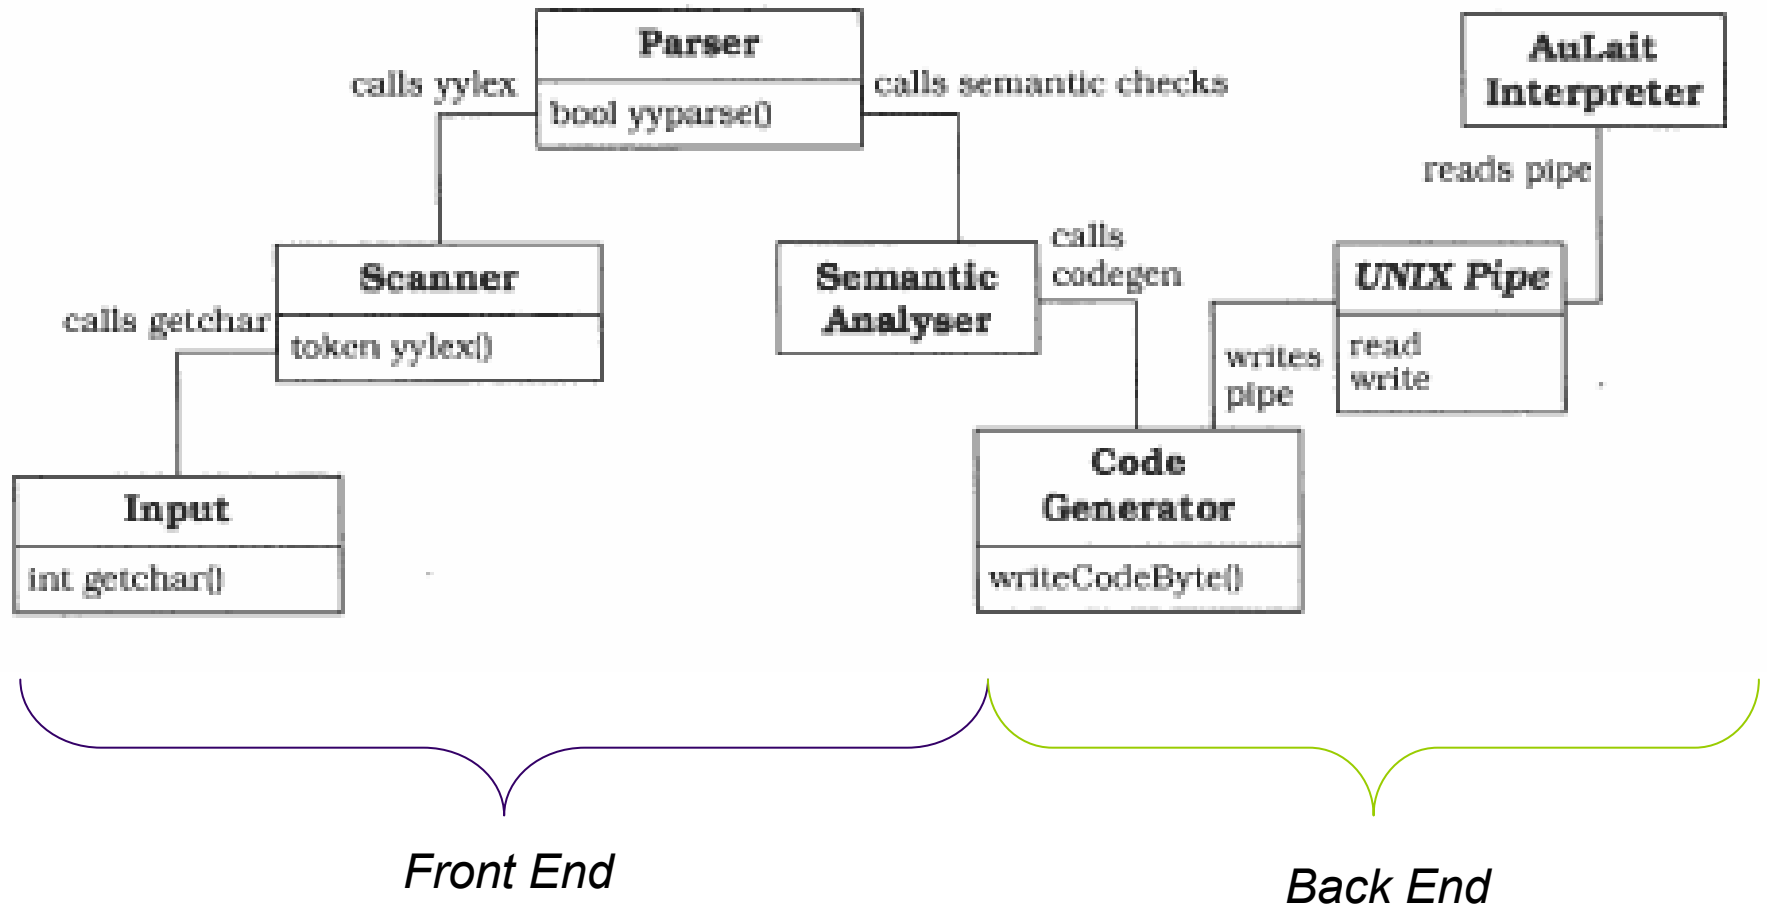 Parser
bool yyparse()
calls yylex
calls semantic checks
AuLait
Interpreter
reads pipe
Scanner
token yylex()
calls getchar
Semantic
Analyser
calls
codegen
UNIX Pipe
read
write
writes
pipe
Input
int getchar()
Code
Generator
writeCodeByte()
Front End
Back End